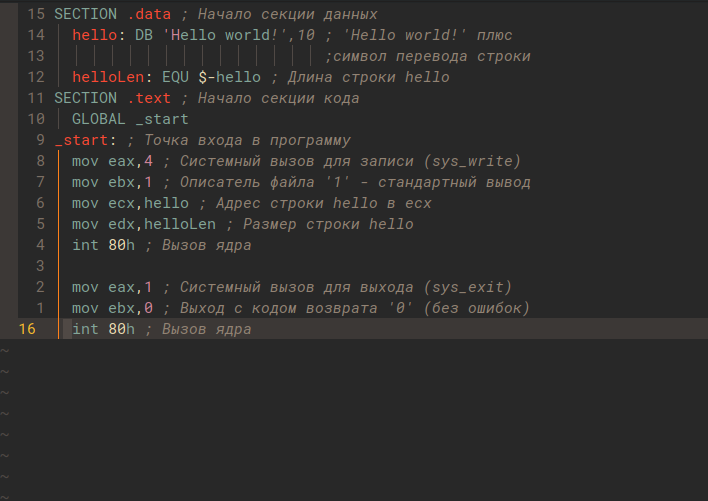 15 SECTION .data ; Начало секции данных
14 hello: DB 'Hello world!',10 ; 'Hello world!' плюс
13 ;символ перевода строки
12 helloLen: EQU $-hello ; Длина строки hello
11 SECTION .text ; Начало секции кода
10 GLOBAL _start
9 _start: ; Точка входа в программу
8 mov eax,4 ; Системный вызов для записи (sys_write)
7 mov ebx,1 ; Описатель файла '1' - стандартный вывод
6 mov ecx,hello ; Адрес строки hello в ecx
5 mov edx,helloLen ; Размер строки hello
4 int 80h ; Вызов ядра
3
2 mov eax,1 ; Системный вызов для выхода (sys_exit)
1 mov ebx,0 ; Выход с кодом возврата '0' (без ошибок)
16 int 80h ; Вызов ядра
~
~
~
~
~
~
~
~